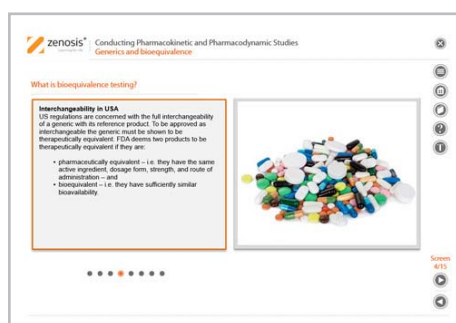 zenosis®
Conducting Pharmacokinetic and Pharmacodynamic Studies
Generics and bioequivalence
What is bioequivalence testing?
Interchangeability in USA
US regulations are concerned with the full interchangeability
of a generic with its reference product. To be approved as
interchangeable the generic must be shown to be
therapeutically equivalent. FDA deems two products to be
therapeutically equivalent if they are:
• pharmaceutically equivalent – i.e. they have the same
active ingredient, dosage form, strength, and route of
administration – and
• bioequivalent – i.e. they have sufficiently similar
bioavailability.
Screen
4/15